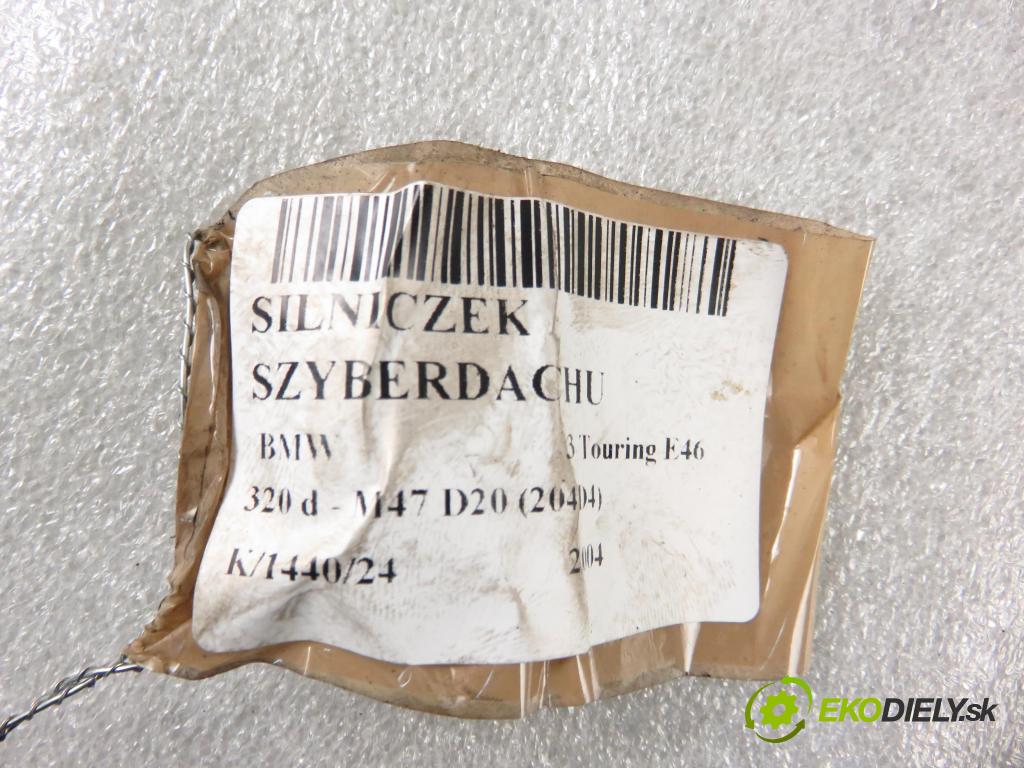 SILNICZEK
SZYBERDACHU
BMW 3 Touring E46
320 d - M47 D20 (204D4)
K/1440/24 2004
EKODIELY.sk